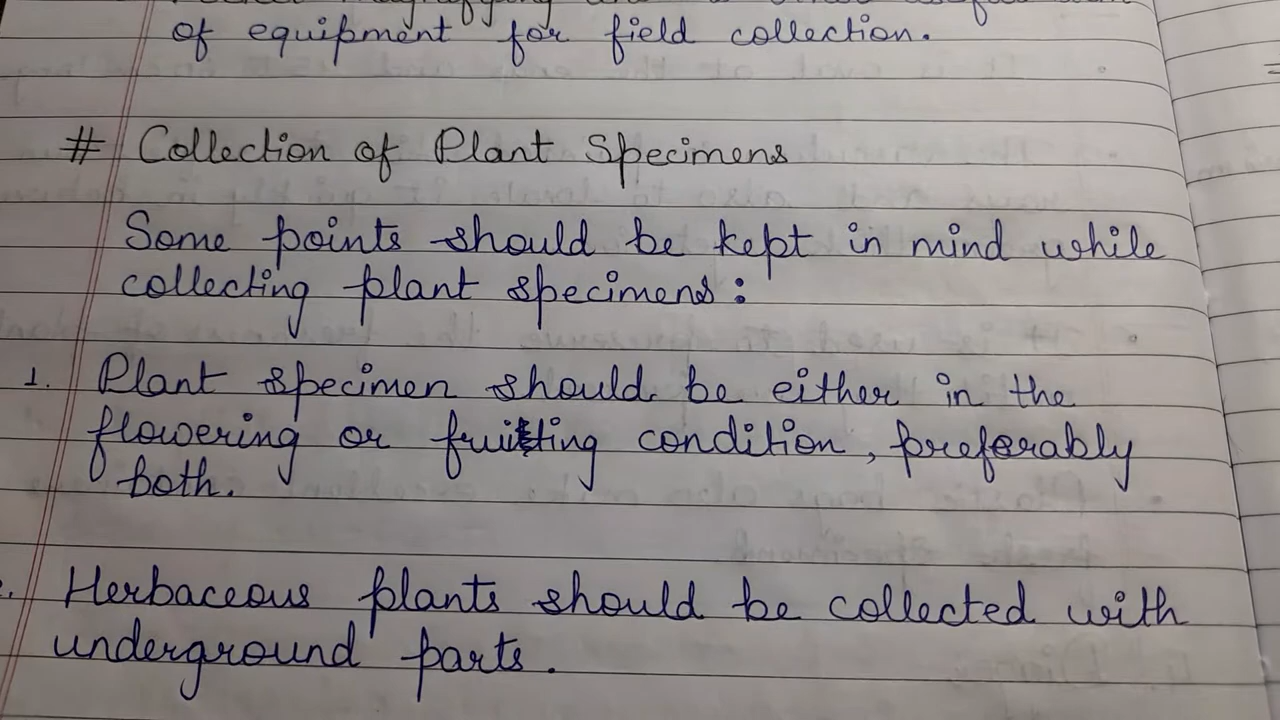 of equipment for field collection.
# Collection of Plant Specimens
Some points should be kept in mind while
collecting plant specimens:
1. Plant specimen should be either in the
flowering or fruiting condition, preferably
both.
Herbaceous plants should be collected with
underground parts.